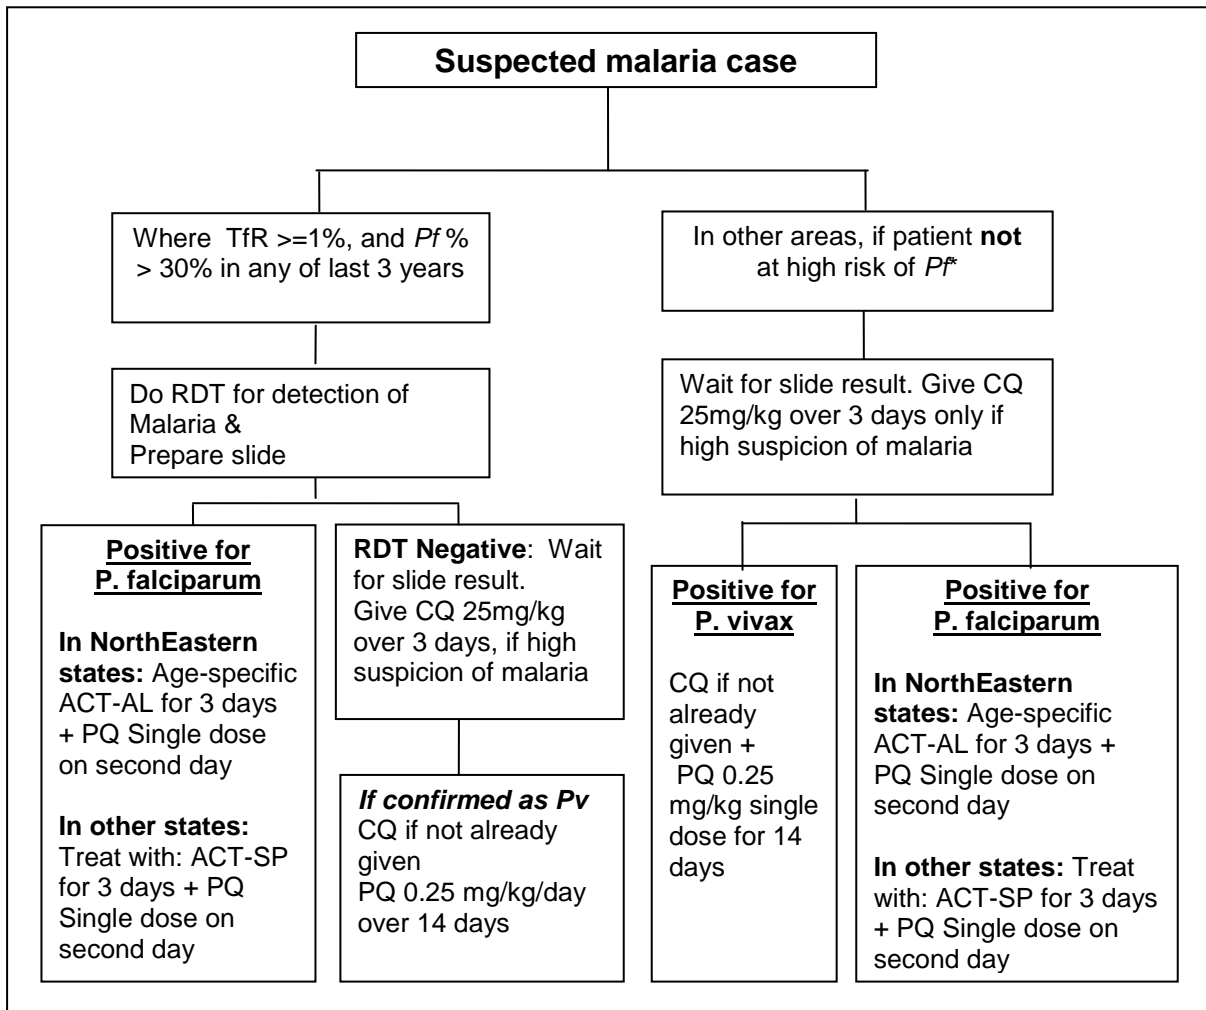 Suspected malaria case
Where TfR >=1%, and Pf %
> 30% in any of last 3 years
In other areas, if patient not
at high risk of Pf*
Do RDT for detection of
Malaria &
Prepare slide
Wait for slide result. Give CQ
25mg/kg over 3 days only if
high suspicion of malaria
Positive for
P. falciparum
In NorthEastern
states: Age-specific
ACT-AL for 3 days
+ PQ Single dose
on second day
In other states:
Treat with: ACT-SP
for 3 days + PQ
Single dose on
second day
RDT Negative: Wait
for slide result.
Give CQ 25mg/kg
over 3 days, if high
suspicion of malaria
If confirmed as Pv
CQ if not already
given
PQ 0.25 mg/kg/day
over 14 days
Positive for
P. vivax
CQ if not
already
given +
PQ 0.25
mg/kg single
dose for 14
days
Positive for
P. falciparum
In NorthEastern
states: Age-specific
ACT-AL for 3 days +
PQ Single dose on
second day
In other states: Treat
with: ACT-SP for 3 days
+ PQ Single dose on
second day